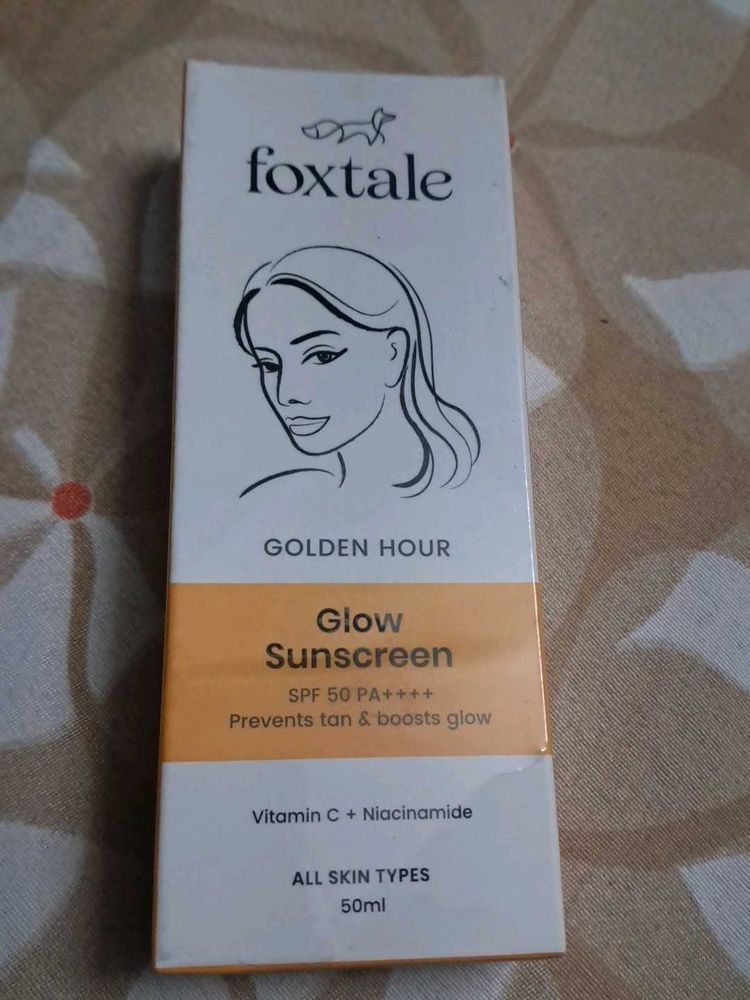 foxtale
GOLDEN HOUR
Glow
Sunscreen
SPF 50 PA++++
Prevents tan & boosts glow
Vitamin C + Niacinamide
ALL SKIN TYPES
50ml